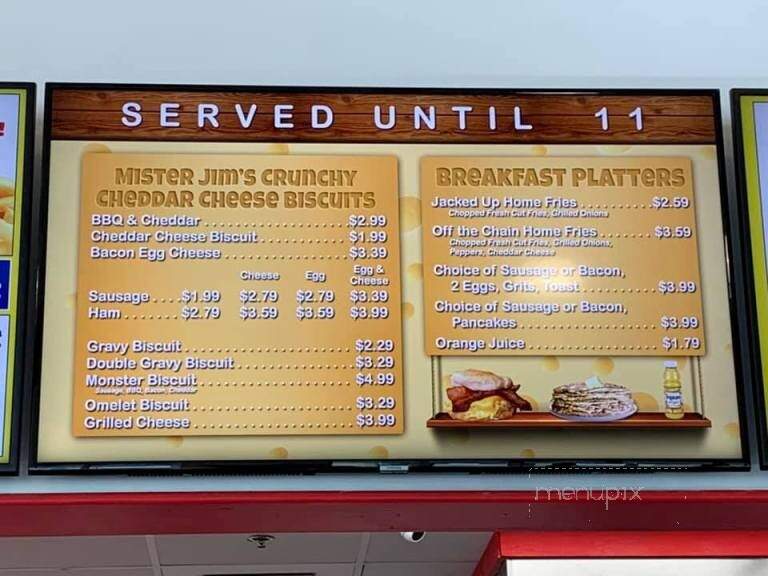 SERVED UNTIL 11
MISTER JIM'S CRUNCHY
CHEDDAR CHEESE BISCUITS
BBQ & Cheddar.....................$2.99
Cheddar Cheese Biscuit.............$1.99
Bacon Egg Cheese..................$3.39
Cheese Egg Egg & Cheese
Sausage....$1.99 $2.79 $2.79 $3.39
Ham.........$2.79 $3.59 $3.59 $3.99
Gravy Biscuit........................$2.29
Double Gravy Biscuit................$3.29
Monster Biscuit......................$4.99
Sausage, BBQ, Bacon, Cheddar
Omelet Biscuit.......................$3.29
Grilled Cheese.......................$3.99
BREAKFAST PLATTERS
Jacked Up Home Fries..........$2.59
Chopped Fresh Cut Fries, Grilled Onions
Off the Chain Home Fries.......$3.59
Chopped Fresh Cut Fries, Grilled Onions,
Peppers, Cheddar Cheese
Choice of Sausage or Bacon,
2 Eggs, Grits, Toast............$3.99
Choice of Sausage or Bacon,
Pancakes......................$3.99
Orange Juice....................$1.79
menupix